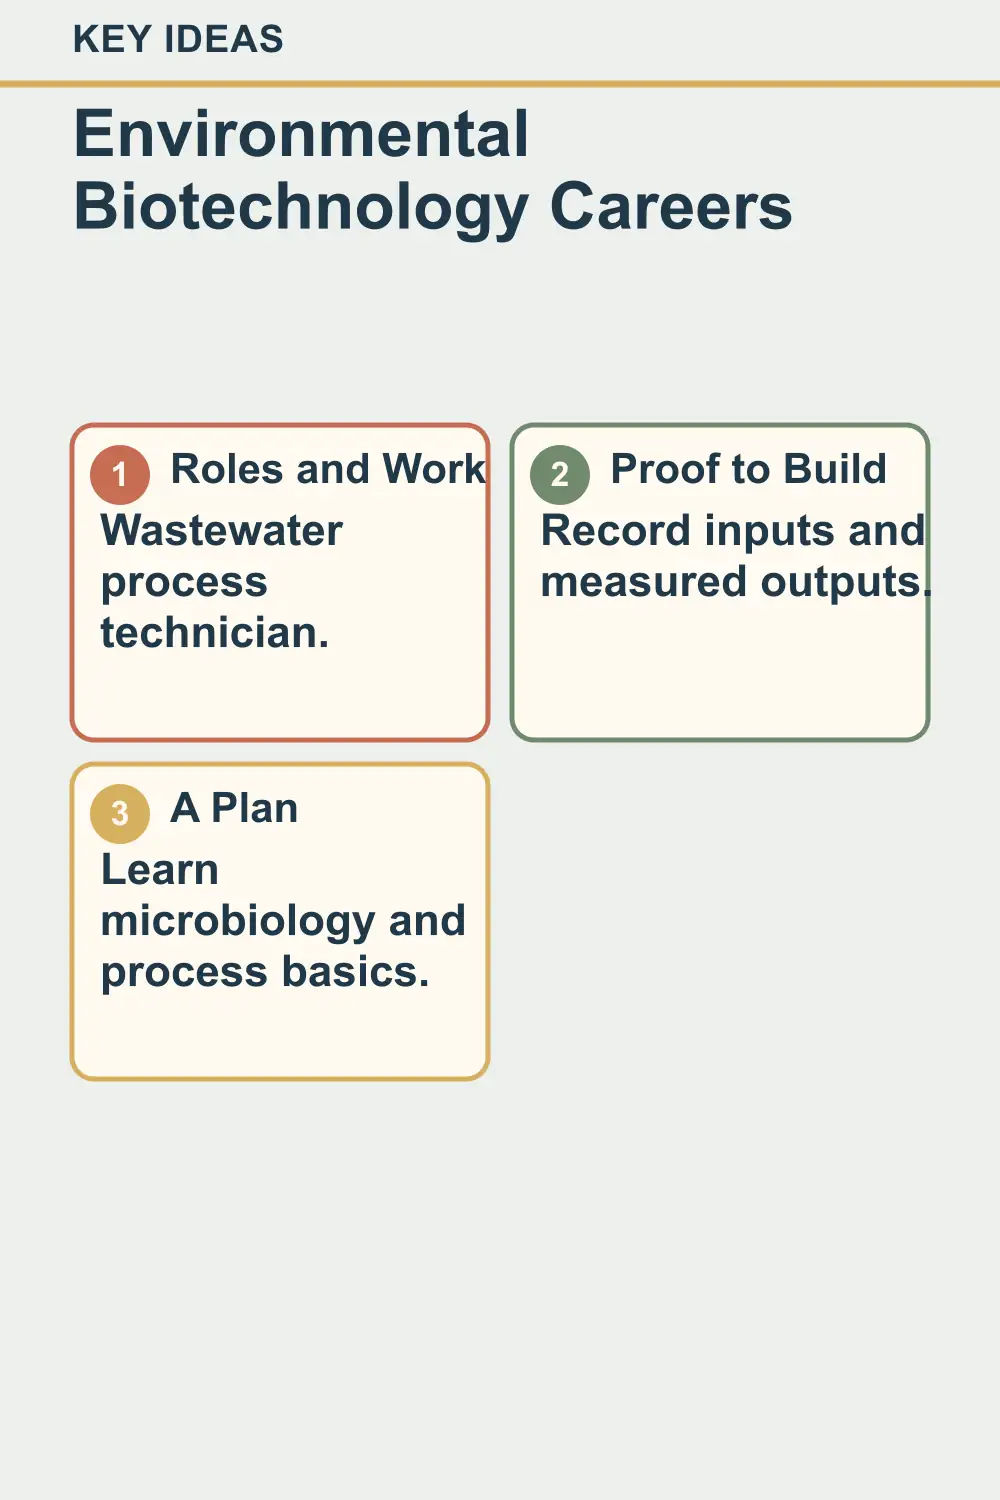 KEY IDEAS
Environmental
Biotechnology Careers
1 Roles and Work
Wastewater
process
technician.
2 Proof to Build
Record inputs and
measured outputs.
3 A Plan
Learn
microbiology and
process basics.